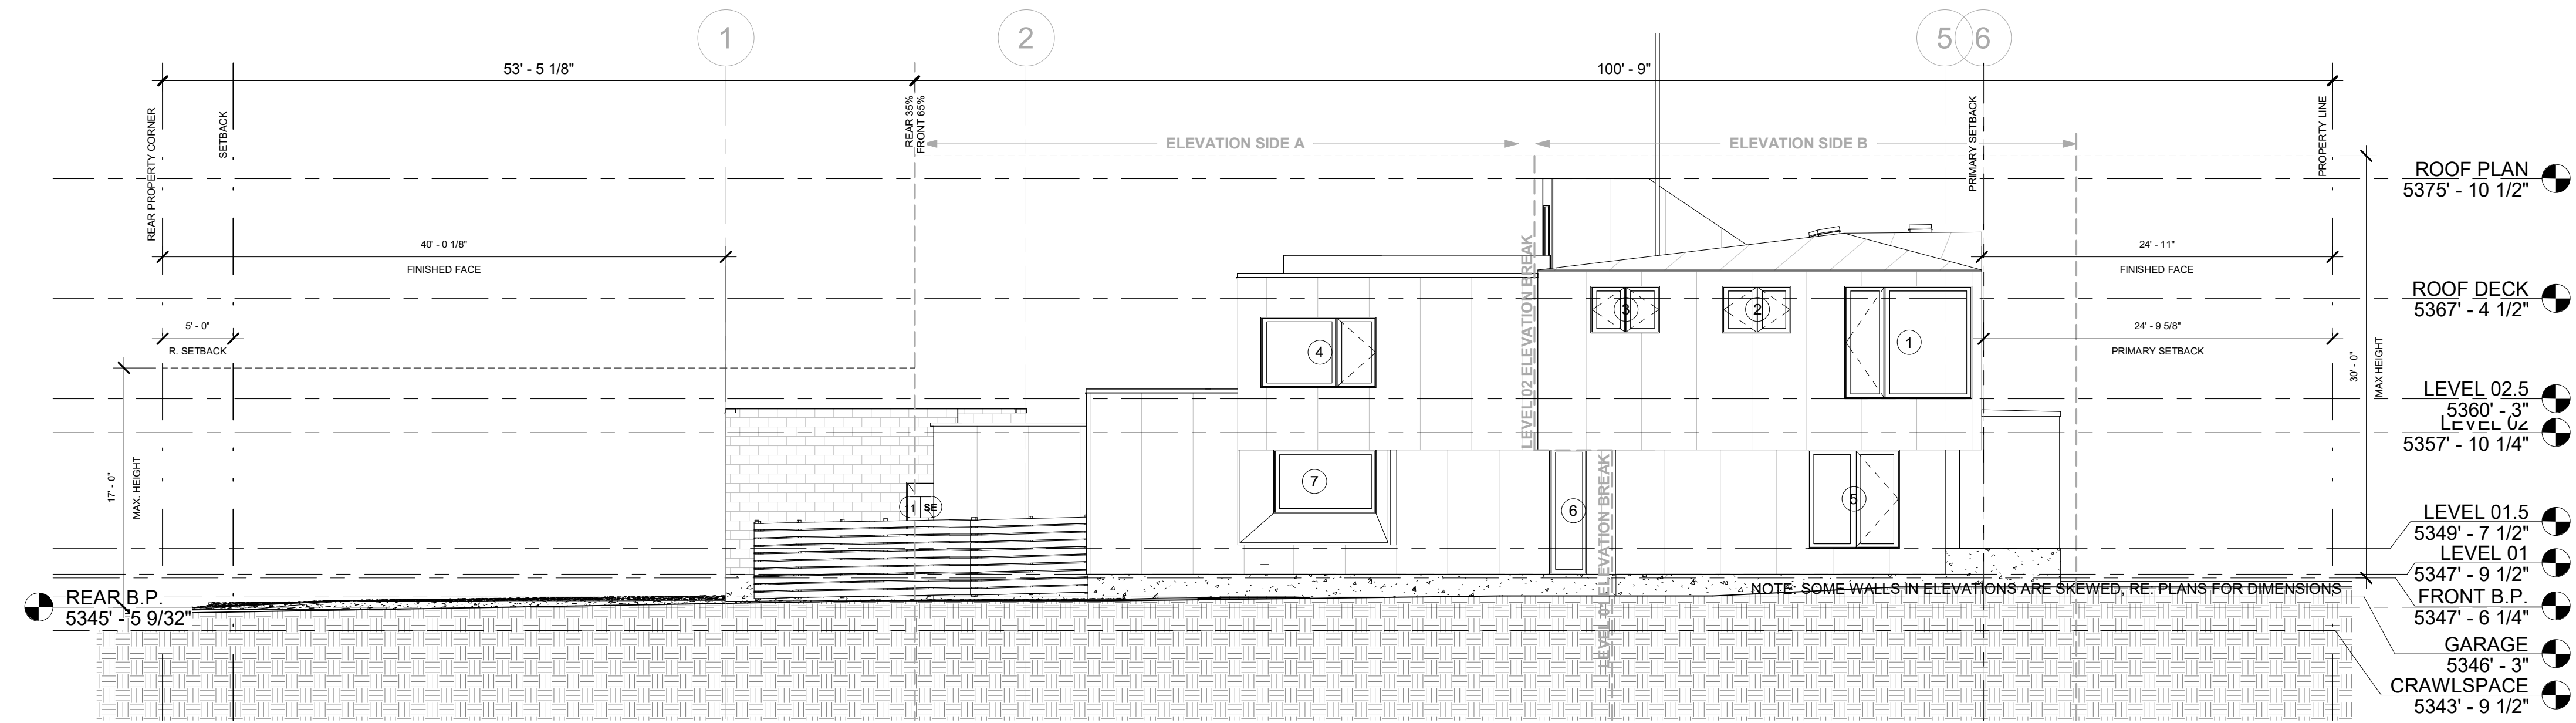 1
2
5
6
53' - 5 1/8"
100' - 9"
REAR PROPERTY CORNER
SETBACK
REAR 35%
FRONT 65%
PRIMARY SETBACK
PROPERTY LINE
ELEVATION SIDE A
ELEVATION SIDE B
ROOF PLAN
5375' - 10 1/2"
40' - 0 1/8"
FINISHED FACE
24' - 11"
FINISHED FACE
LEVEL 02 ELEVATION BREAK
ROOF DECK
5367' - 4 1/2"
3
2
1
4
5' - 0"
R. SETBACK
24' - 9 5/8"
PRIMARY SETBACK
30' - 0"
MAX HEIGHT
LEVEL 02.5
5360' - 3"
LEVEL 02
5357' - 10 1/4"
17' - 0"
MAX. HEIGHT
7
6
5
11
SE
LEVEL 01 ELEVATION BREAK
LEVEL 01.5
5349' - 7 1/2"
LEVEL 01
5347' - 9 1/2"
NOTE: SOME WALLS IN ELEVATIONS ARE SKEWED, RE: PLANS FOR DIMENSIONS
REAR B.P.
5345' - 5 9/32"
FRONT B.P.
5347' - 6 1/4"
GARAGE
5346' - 3"
CRAWLSPACE
5343' - 9 1/2"